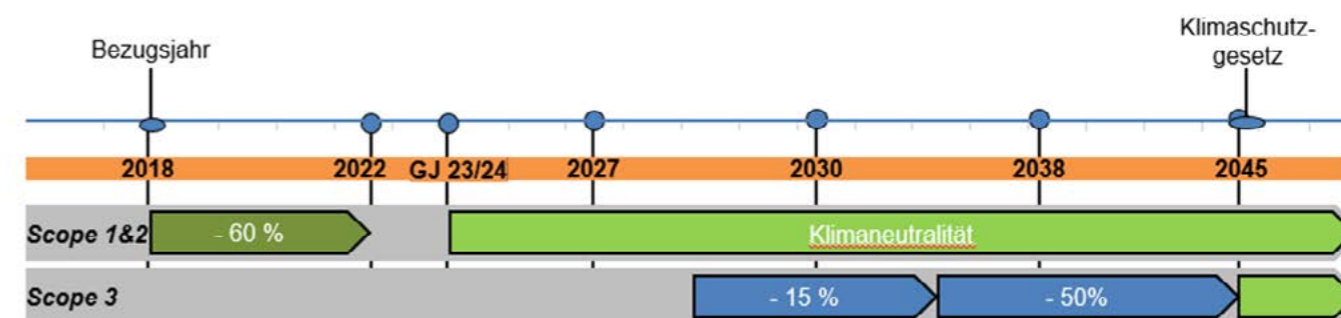 Bezugsjahr
Klimaschutz-
gesetz
2018 2022 GJ 23/24 2027 2030 2038 2045
Scope 1&2 - 60 % Klimaneutralität
Scope 3 - 15 % - 50%